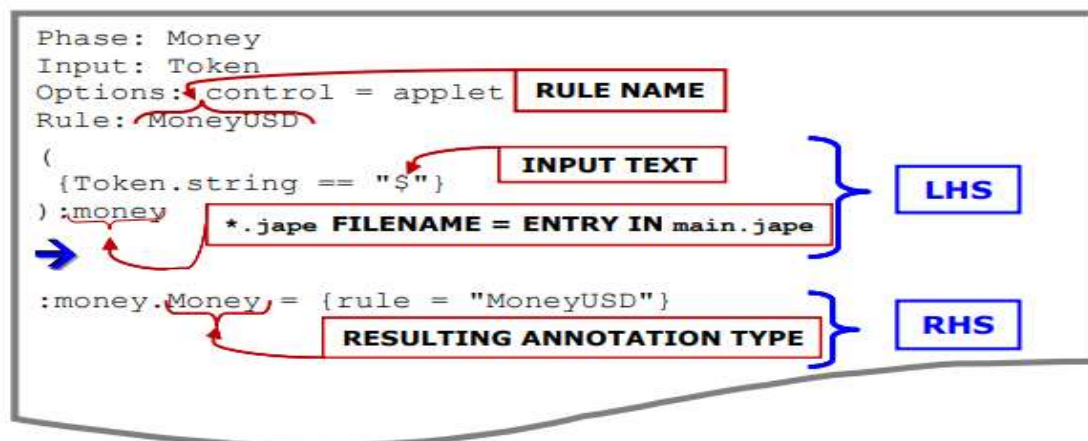 Phase: Money
Input: Token
Options: control = applet
RULE NAME
Rule: MoneyUSD
(
INPUT TEXT
{Token.string == "$"}
LHS
):money
*.jape FILENAME = ENTRY IN main.jape
:money.Money = {rule = "MoneyUSD"}
RHS
RESULTING ANNOTATION TYPE